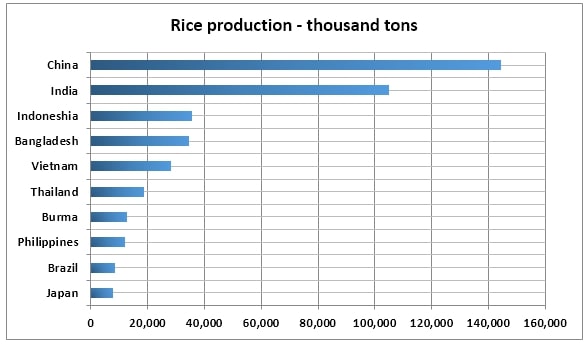 Rice production - thousand tons
China
India
Indoneshia
Bangladesh
Vietnam
Thailand
Burma
Philippines
Brazil
Japan
0 20,000 40,000 60,000 80,000 100,000 120,000 140,000 160,000